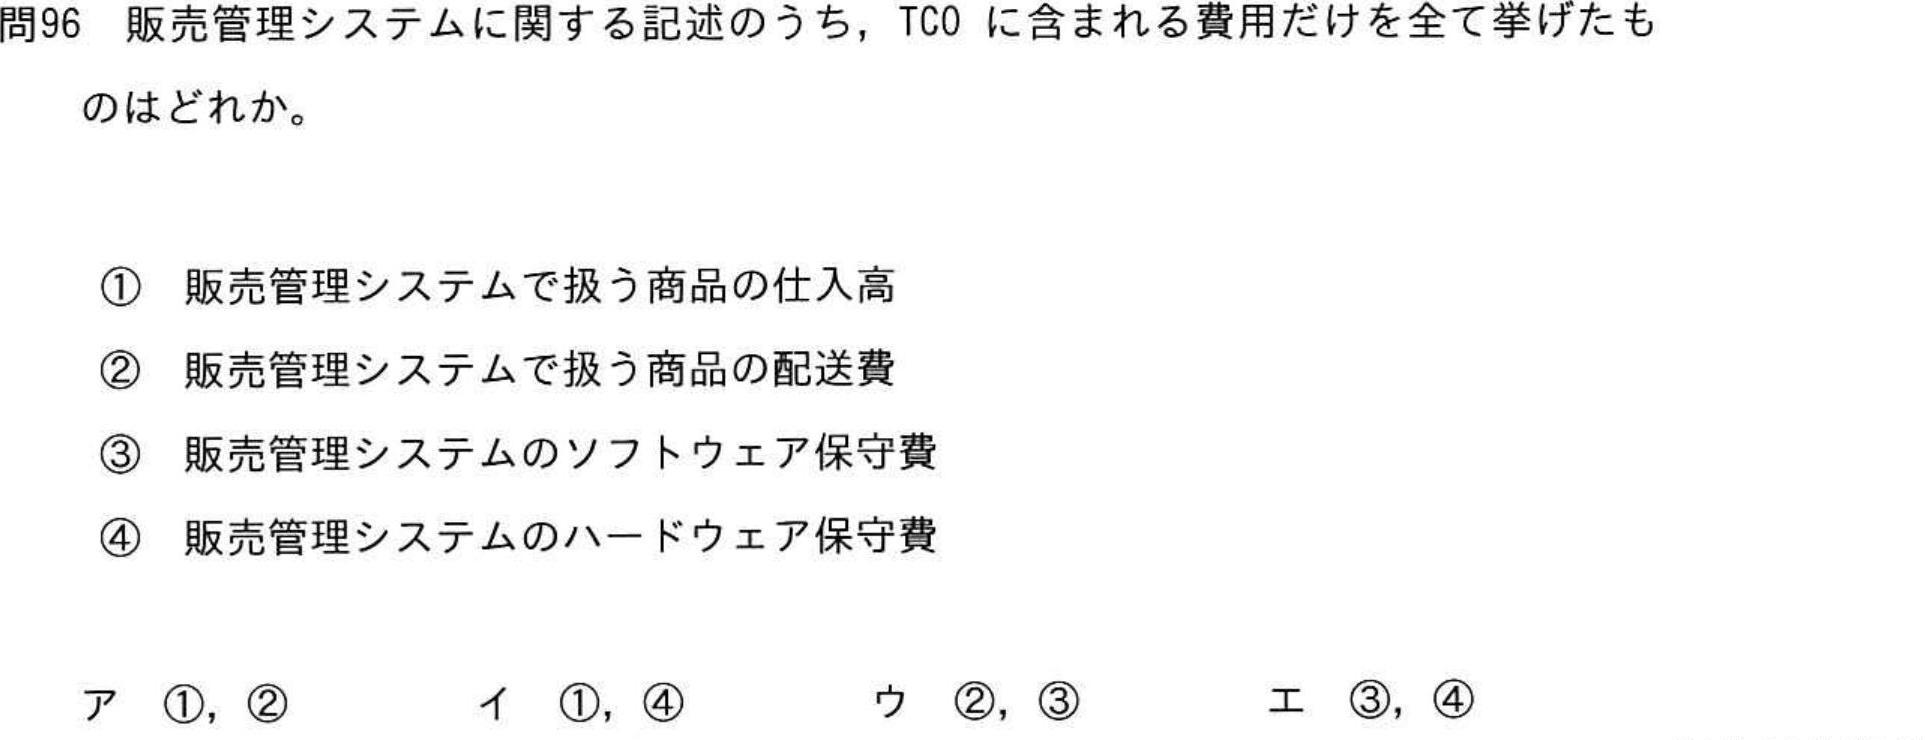 問96　販売管理システムに関する記述のうち，TCO に含まれる費用だけを全て挙げたも
のはどれか。
①　販売管理システムで扱う商品の仕入高
②　販売管理システムで扱う商品の配送費
③　販売管理システムのソフトウェア保守費
④　販売管理システムのハードウェア保守費
ア　①，②　イ　①，④　ウ　②，③　エ　③，④